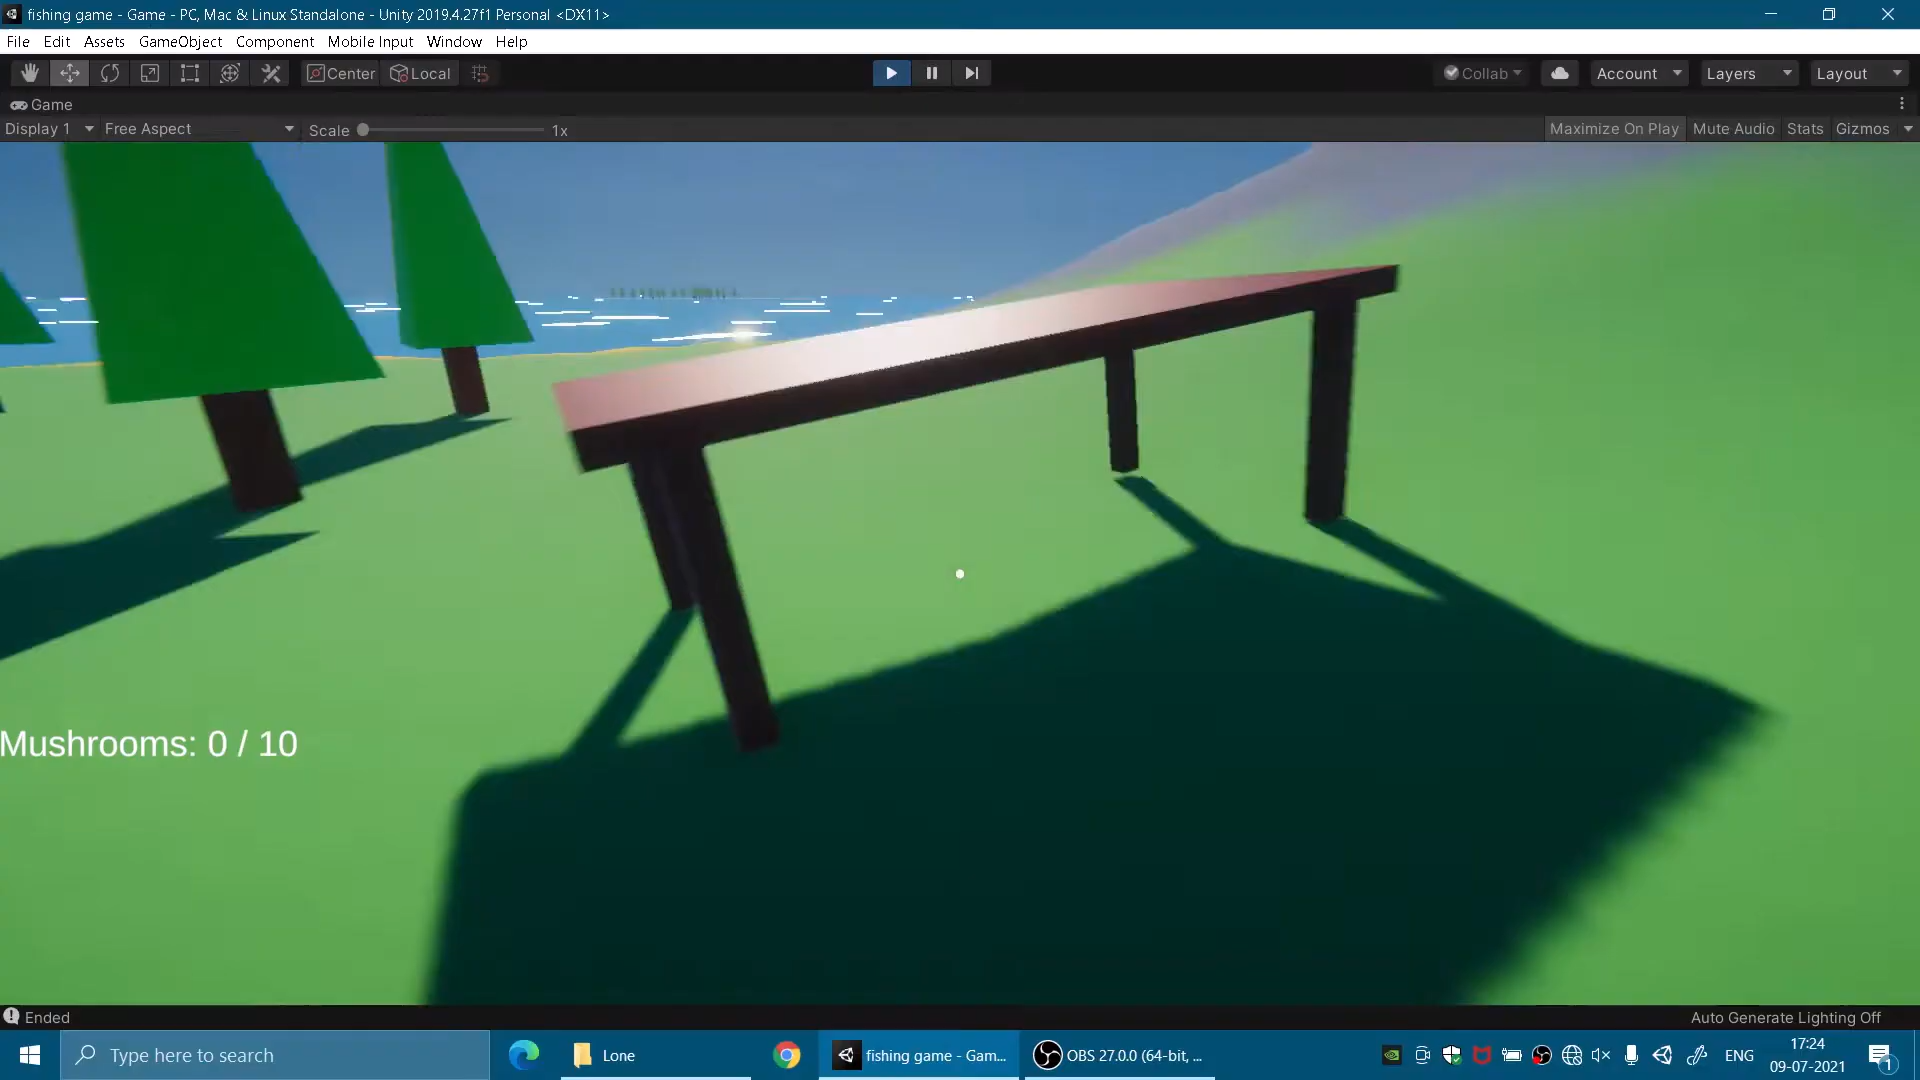 fishing game - Game - PC, Mac & Linux Standalone - Unity 2019.4.27f1 Personal <DX11>
File Edit Assets GameObject Component Mobile Input Window Help
Center Local Collab Account Layers Layout
Game
Display 1 Free Aspect Scale 1x Maximize On Play Mute Audio Stats Gizmos
Mushrooms: 0 / 10
Ended Auto Generate Lighting Off
Type here to search Lone fishing game - Gam... OBS 27.0.0 (64-bit, ... ENG 17:24
09-07-2021 1